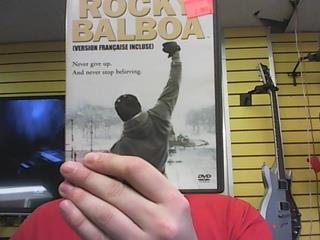 ROCKY
BALBOA
(VERSION FRANÇAISE INCLUSE)
Never give up.
And never stop believing.
DVD